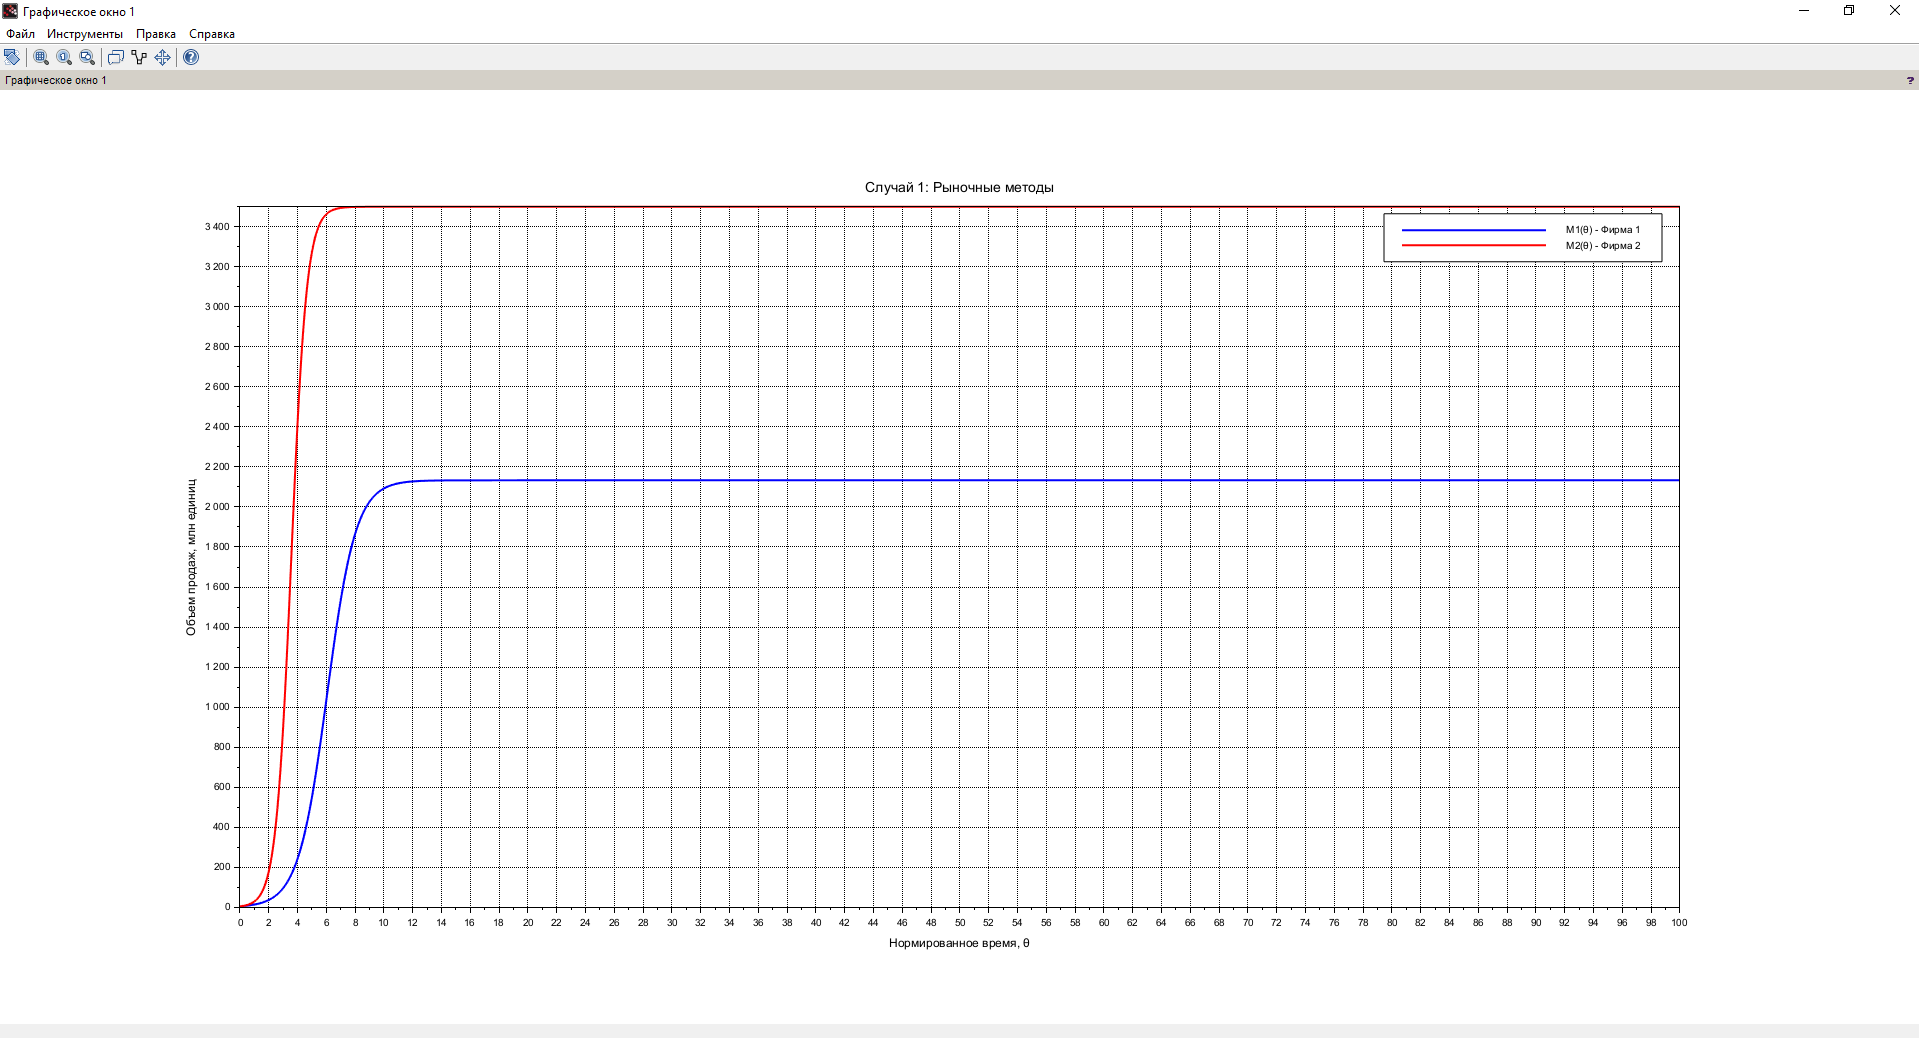 Графическое окно 1
Файл Инструменты Правка Справка
Графическое окно 1 ?
Случай 1: Рыночные методы
M1(θ) - Фирма 1
M2(θ) - Фирма 2
3 400
3 200
3 000
2 800
2 600
2 400
2 200
2 000
1 800
1 600
1 400
1 200
1 000
800
600
400
200
0
Объем продаж, млн единиц
0 2 4 6 8 10 12 14 16 18 20 22 24 26 28 30 32 34 36 38 40 42 44 46 48 50 52 54 56 58 60 62 64 66 68 70 72 74 76 78 80 82 84 86 88 90 92 94 96 98 100
Нормированное время, θ